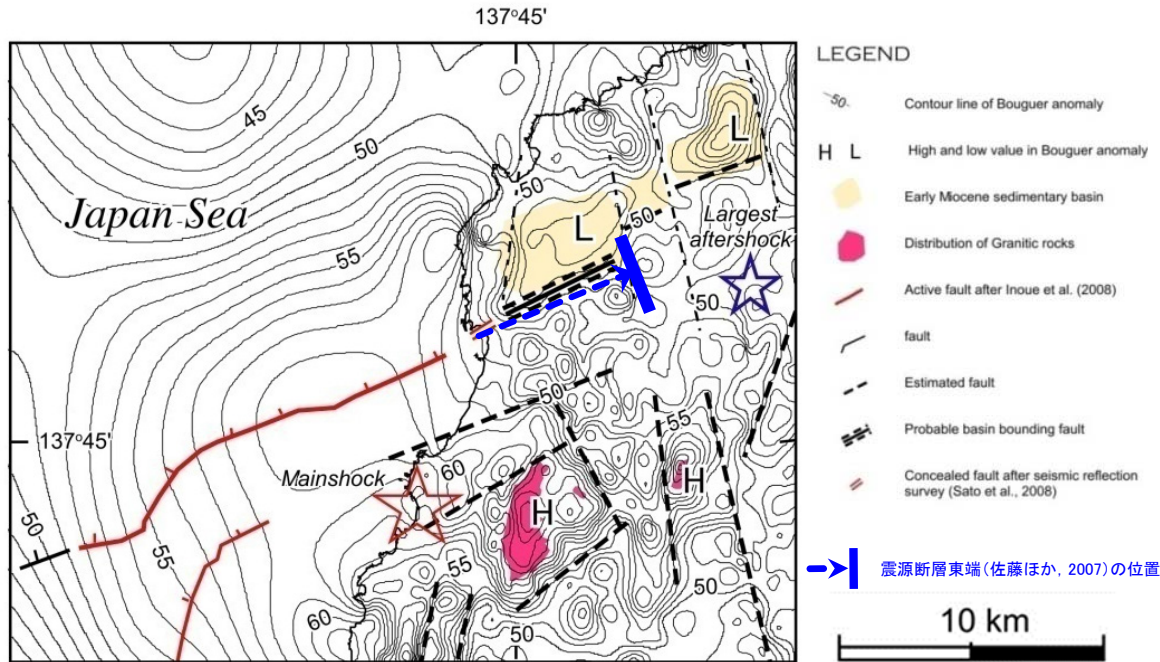 137°45'
45
50
50
50
L
Japan Sea
L
50
Largest
aftershock
55
50
50
55
137°45'
Mainshock
60
H
H
50
55
55
50
60
50
LEGEND
50
Contour line of Bouguer anomaly
H L
High and low value in Bouguer anomaly
Early Miocene sedimentary basin
Distribution of Granitic rocks
Active fault after Inoue et al. (2008)
fault
Estimated fault
Probable basin bounding fault
Concealed fault after seismic reflection
survey (Sato et al., 2008)
震源断層東端(佐藤ほか, 2007)の位置
10 km